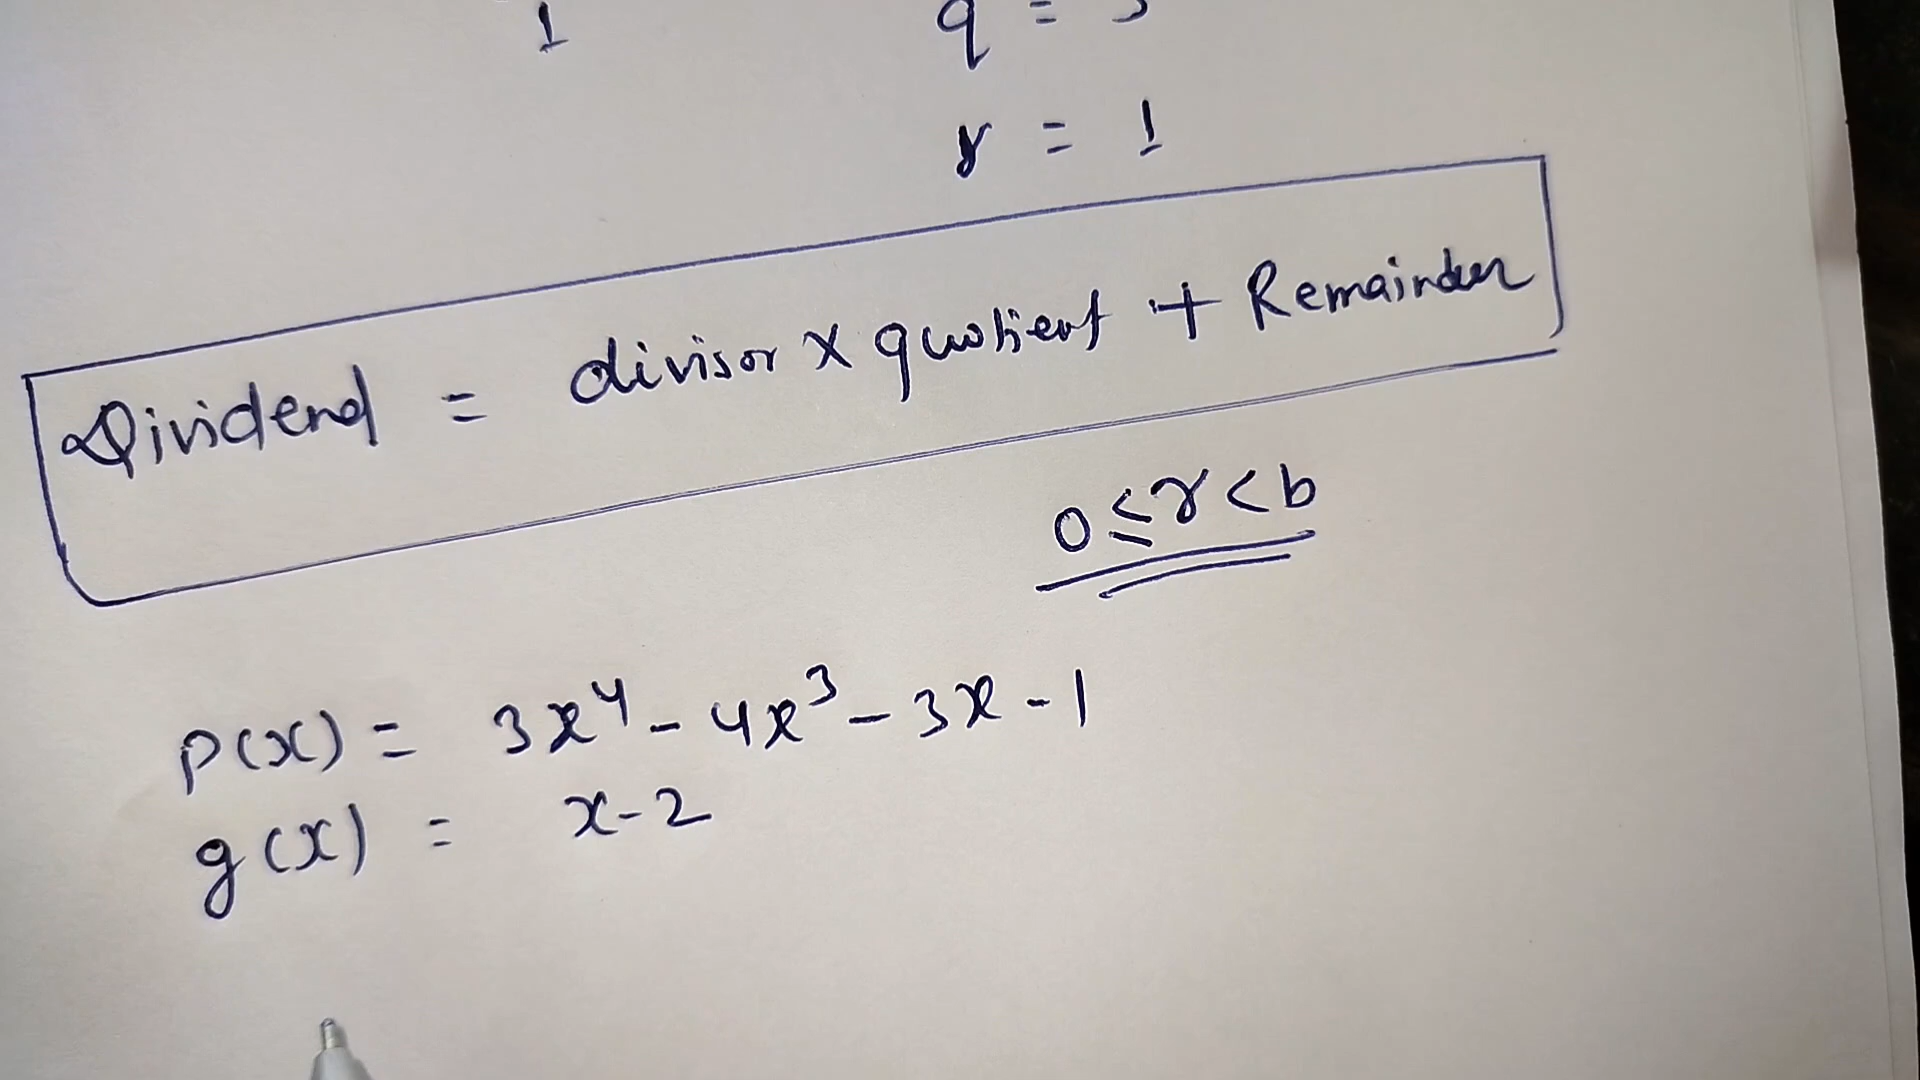 1
q =
r = 1
Dividend = divisor x quotient + Remainder
0 ≤ r < b
p(x) = 3x⁴ - 4x³ - 3x - 1
g(x) = x-2